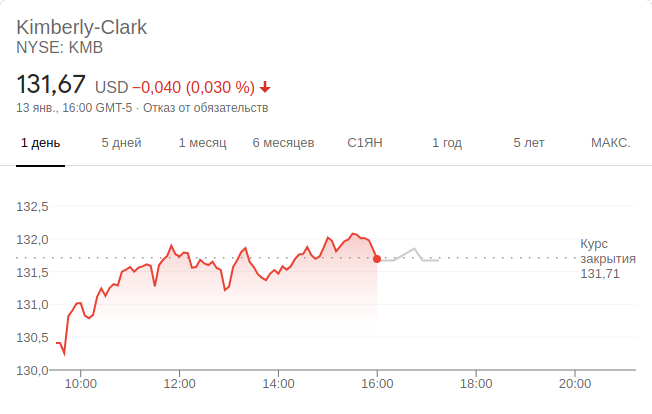 Kimberly-Clark
NYSE: KMB
131,67 USD −0,040 (0,030 %)
13 янв., 16:00 GMT-5 · Отказ от обязательств
1 день 5 дней 1 месяц 6 месяцев С1ЯН 1 год 5 лет МАКС.
132,5
132,0
131,5
131,0
130,5
130,0
Курс
закрытия
131,71
10:00 12:00 14:00 16:00 18:00 20:00